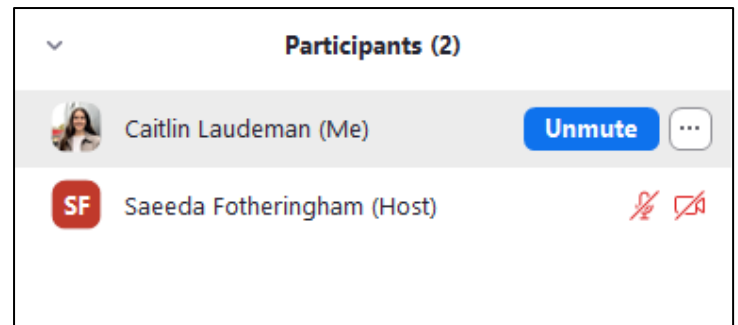 Participants (2)
Caitlin Laudeman (Me) Unmute ...
SF Saeeda Fotheringham (Host)